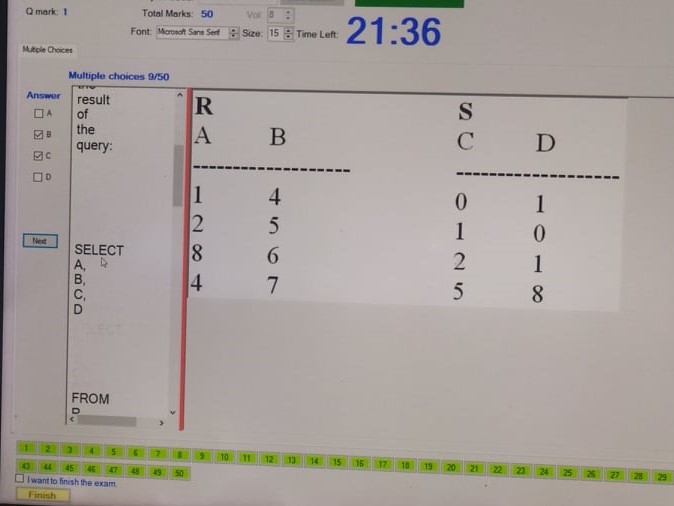 Q mark: 1
Total Marks: 50
Vol: 8
Font: Microsoft Sans Serif Size: 15 Time Left: 21:36
Multiple Choices
Multiple choices 9/50
Answer
A
B
C
D
Next
result
of
the
query:
SELECT
A,
B,
C,
D
FROM
R S
A B C D
1 4 0 1
2 5 1 0
8 6 2 1
4 7 5 8
1 2 3 4 5 6 7 8 9 10 11 12 13 14 15 16 17 18 19 20 21 22 23 24 25 26 27 28 29
43 44 45 46 47 48 49 50
I want to finish the exam.
Finish